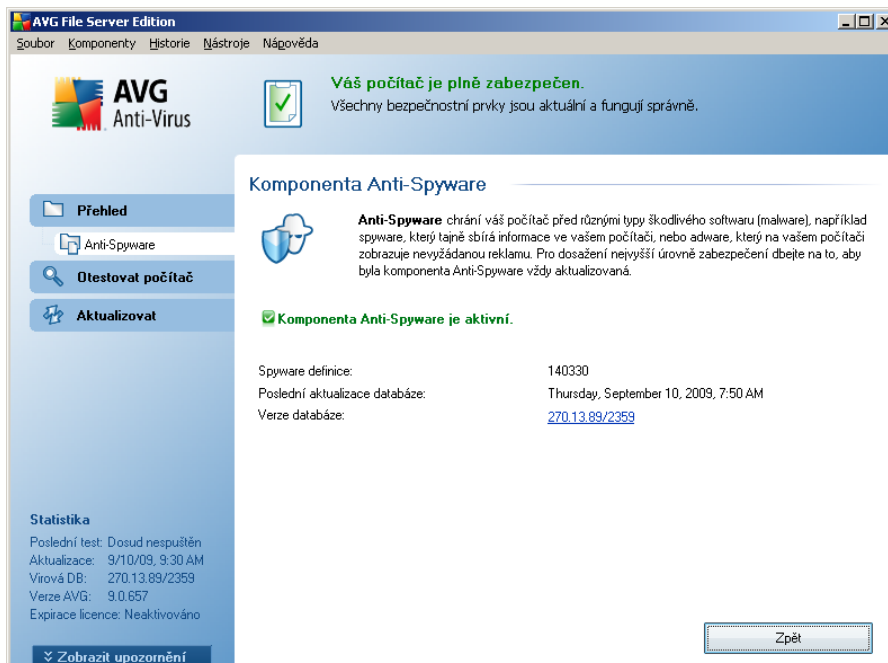 AVG File Server Edition
Soubor Komponenty Historie Nástroje Nápověda
AVG
Anti-Virus
Váš počítač je plně zabezpečen.
Všechny bezpečnostní prvky jsou aktuální a fungují správně.
Přehled
Anti-Spyware
Otestovat počítač
Aktualizovat
Komponenta Anti-Spyware
Anti-Spyware chrání váš počítač před různými typy škodlivého softwaru (malware), například
spyware, který tajně sbírá informace ve vašem počítači, nebo adware, který na vašem počítači
zobrazuje nevyžádanou reklamu. Pro dosažení nejvyšší úrovně zabezpečení dbejte na to, aby
byla komponenta Anti-Spyware vždy aktualizovaná.
Komponenta Anti-Spyware je aktivní.
Spyware definice: 140330
Poslední aktualizace databáze: Thursday, September 10, 2009, 7:50 AM
Verze databáze: 270.13.89/2359
Statistika
Poslední test: Dosud nespuštěn
Aktualizace: 9/10/09, 9:30 AM
Virová DB: 270.13.89/2359
Verze AVG: 9.0.657
Expirace licence: Neaktivováno
Zobrazit upozornění
Zpět